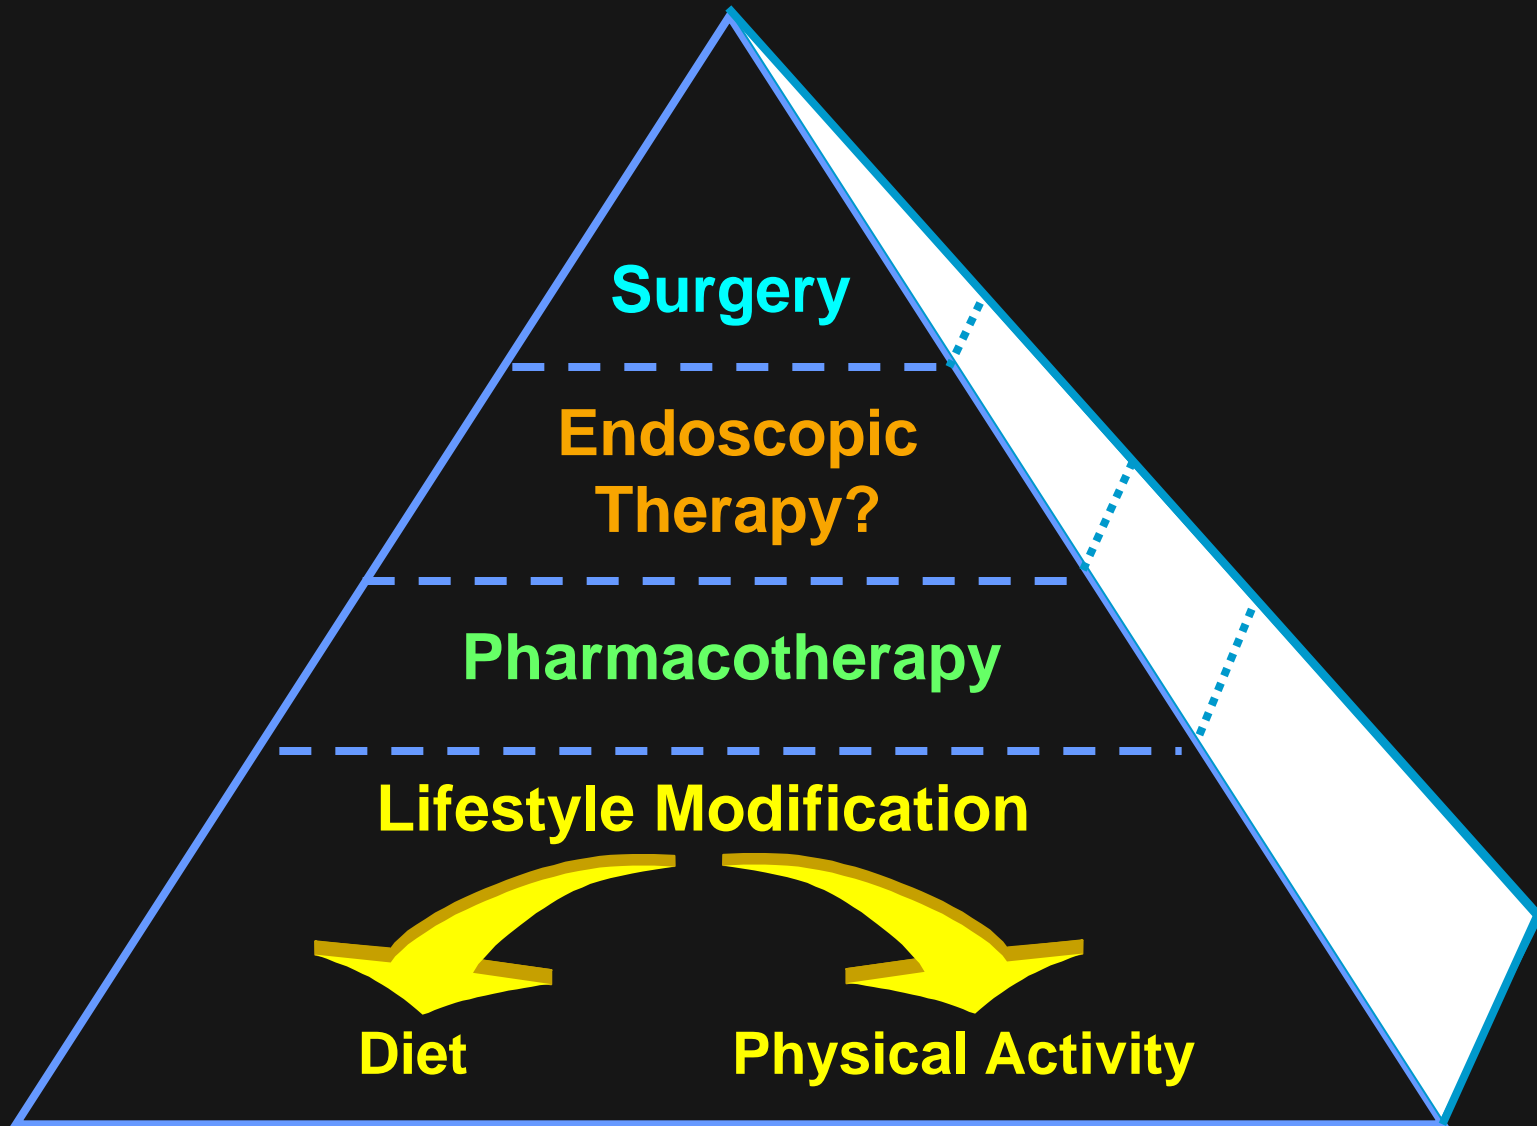 Surgery
Endoscopic
Therapy?
Pharmacotherapy
Lifestyle Modification
Diet
Physical Activity